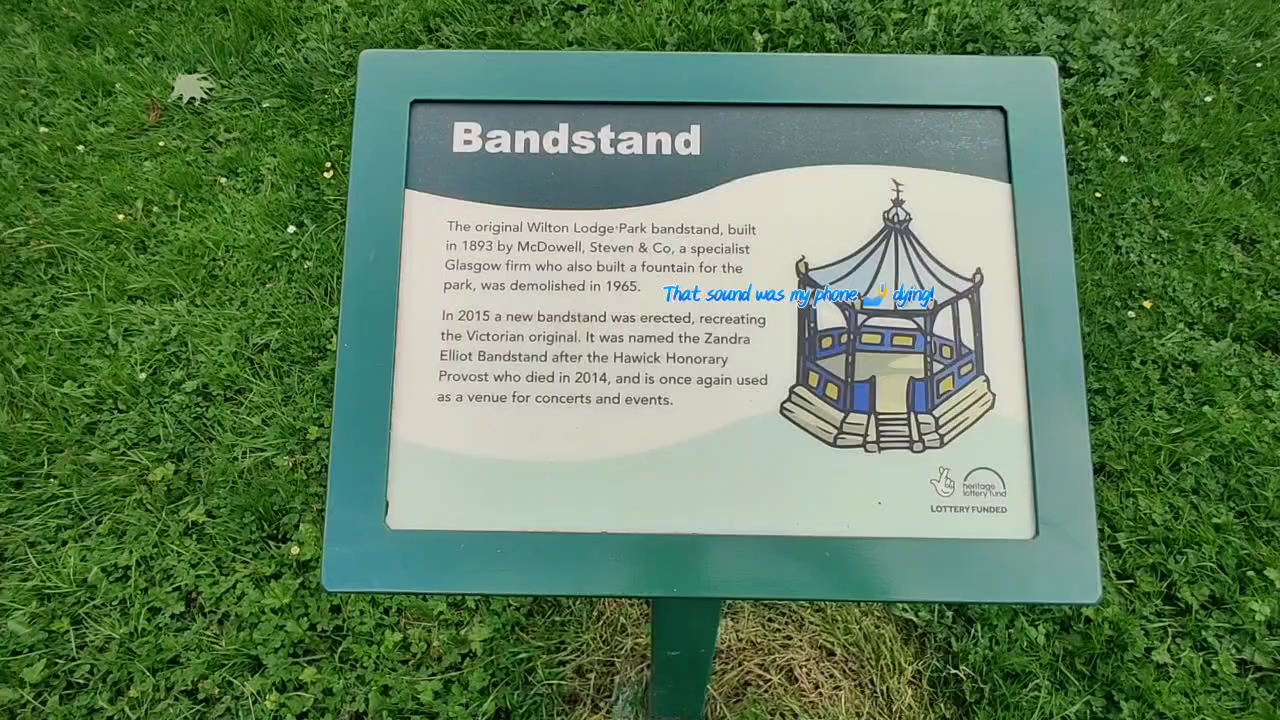 Bandstand
The original Wilton Lodge Park bandstand, built
in 1893 by McDowell, Steven & Co, a specialist
Glasgow firm who also built a fountain for the
park, was demolished in 1965.
That sound was my phone 🤙 dying!
In 2015 a new bandstand was erected, recreating
the Victorian original. It was named the Zandra
Elliot Bandstand after the Hawick Honorary
Provost who died in 2014, and is once again used
as a venue for concerts and events.
heritage
lottery fund
LOTTERY FUNDED